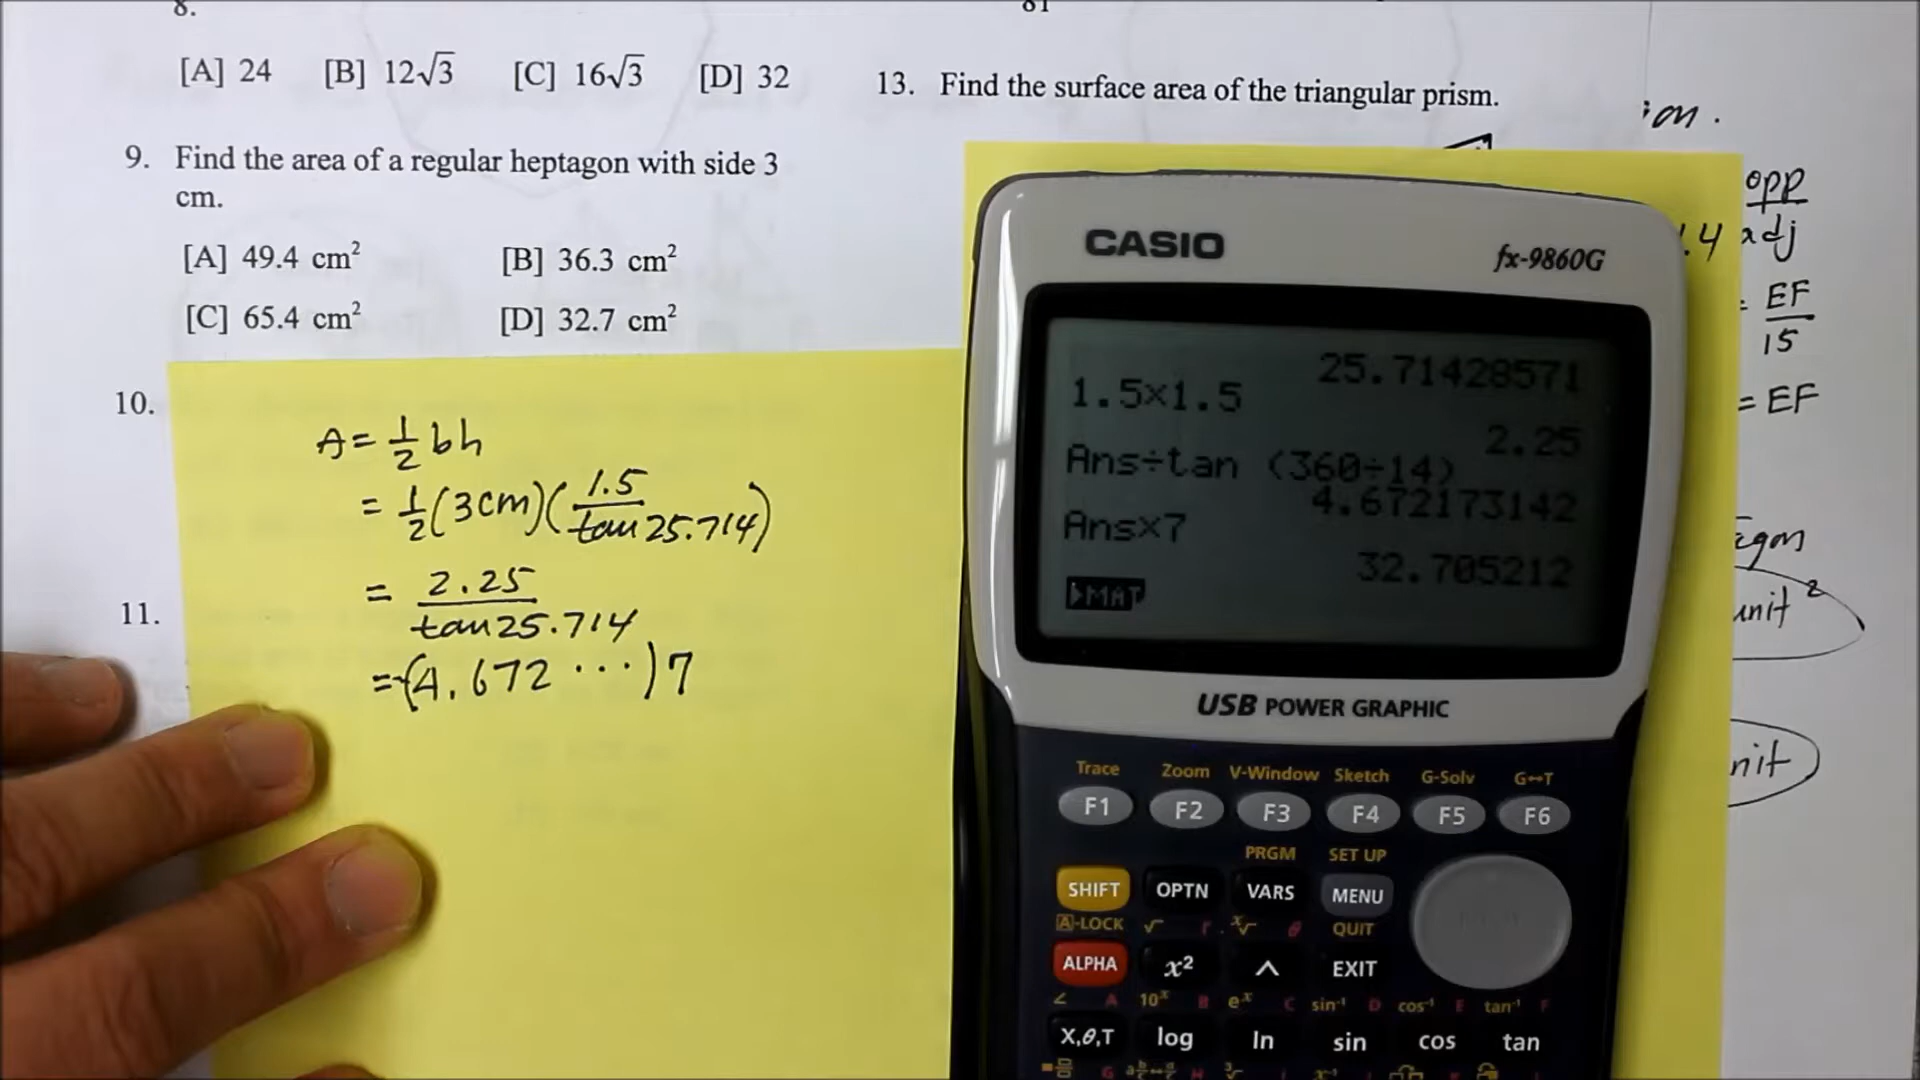 8.
[A] 24 [B] 12√3 [C] 16√3 [D] 32
9. Find the area of a regular heptagon with side 3
cm.
[A] 49.4 cm² [B] 36.3 cm²
[C] 65.4 cm² [D] 32.7 cm²
10.
11.
A = 1/2 bh
= 1/2 (3cm)(1.5/tan 25.714)
= 2.25/tan 25.714
= (4.672 ...)7
81
13. Find the surface area of the triangular prism.
CASIO
fx-9860G
25.71428571
1.5×1.5
2.25
Ans÷tan (360÷14)
4.672173142
Ans×7
32.705212
▶MAT
USB POWER GRAPHIC
Trace Zoom V-Window Sketch G-Solv G↔T
F1 F2 F3 F4 F5 F6
PRGM SET UP
SHIFT OPTN VARS MENU
A-LOCK √ r x√ θ QUIT
ALPHA x² ^ EXIT
∠ A 10ˣ B eˣ C sin⁻¹ D cos⁻¹ E tan⁻¹ F
X,θ,T log ln sin cos tan
opp
adj
= EF/15
= EF
unit²